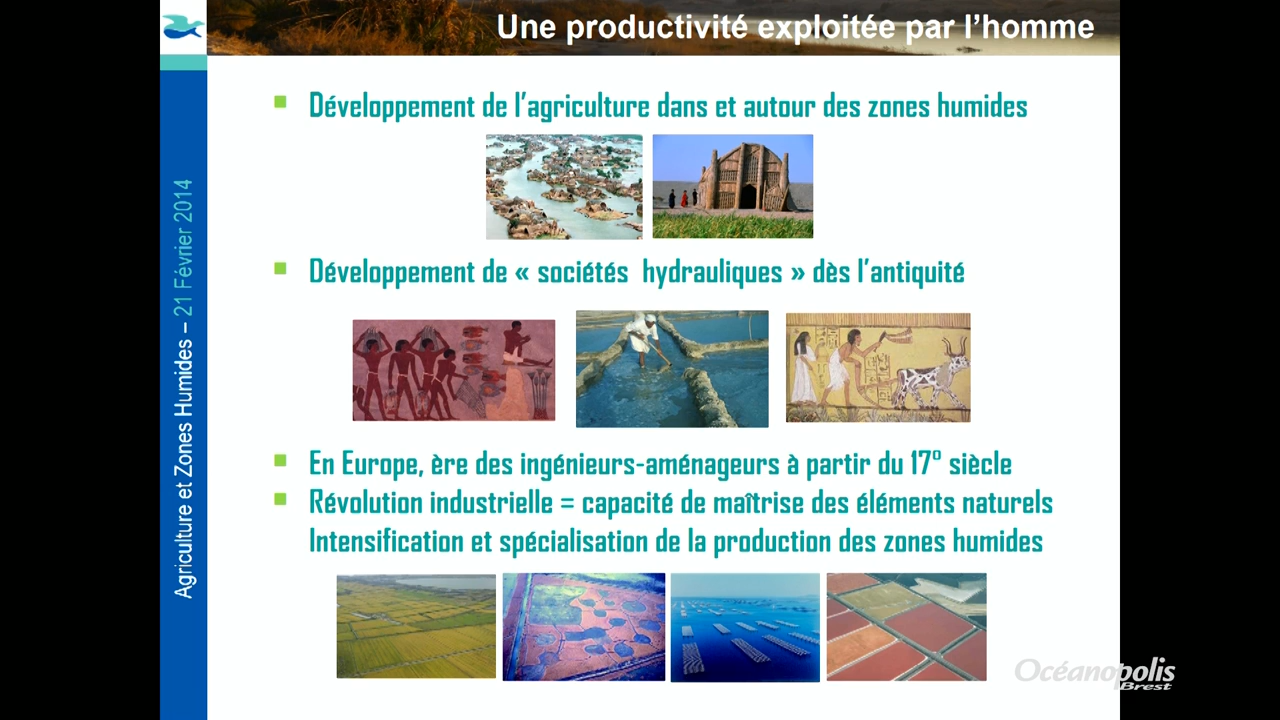 Une productivité exploitée par l'homme
Développement de l'agriculture dans et autour des zones humides
Développement de « sociétés hydrauliques » dès l'antiquité
En Europe, ère des ingénieurs-aménageurs à partir du 17° siècle
Révolution industrielle = capacité de maîtrise des éléments naturels
Intensification et spécialisation de la production des zones humides
Agriculture et Zones Humides – 21 Février 2014
Océanopolis
Brest